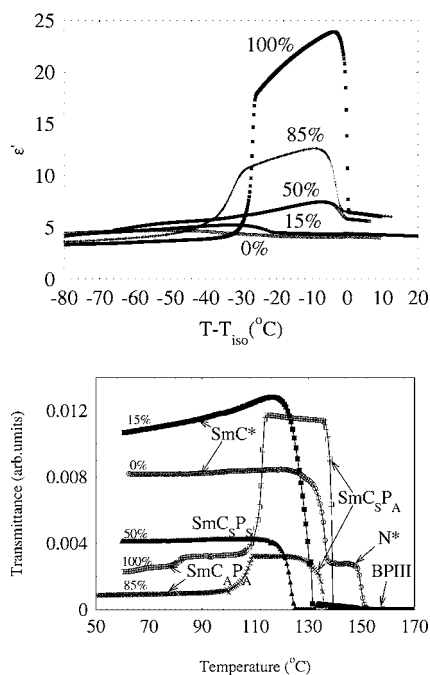 25
100%
20
15
ε'
85%
10
50%
15%
5
0%
0
-80 -70 -60 -50 -40 -30 -20 -10 0 10 20
T-T_iso(°C)
0.012
15%
SmC*
0.008
0%
SmC_SP_A
Transmittance (arb.units)
50%
SmC_SP_S
N*
0.004
100%
SmC_AP_A
BPIII
85%
0
50 70 90 110 130 150 170
Temperature (°C)